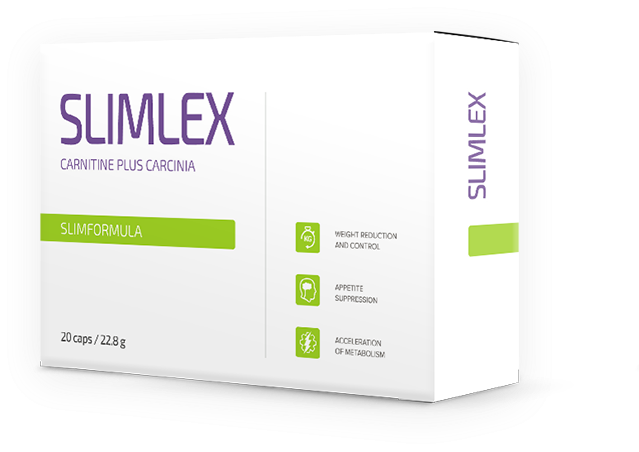 SLIMLEX
CARNITINE PLUS CARCINIA
SLIMFORMULA
20 caps / 22.8 g
KG
WEIGHT REDUCTION
AND CONTROL
APPETITE
SUPPRESSION
ACCELERATION
OF METABOLISM
SLIMLEX